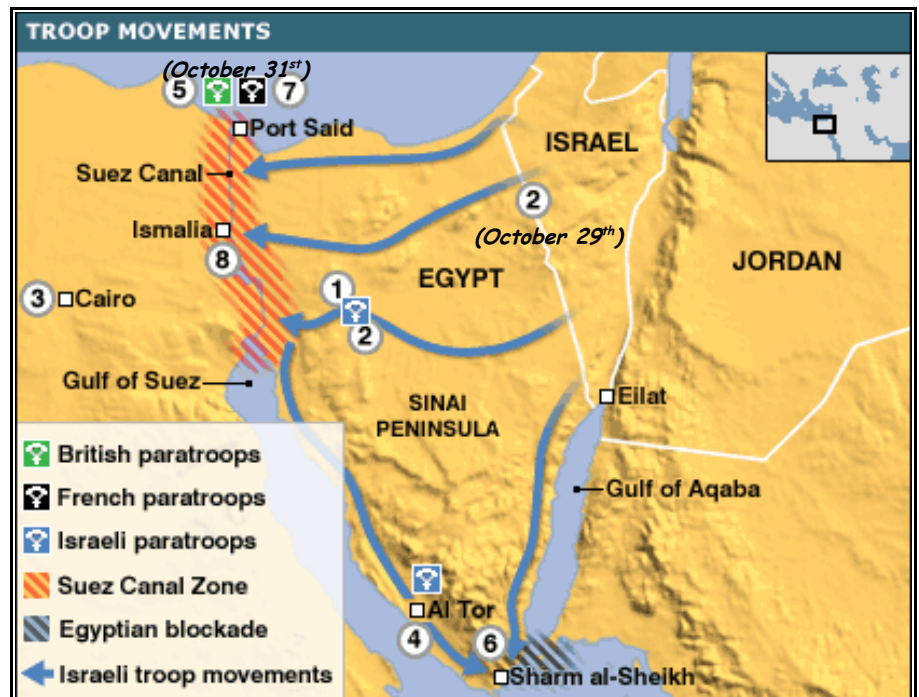 TROOP MOVEMENTS
(October 31st)
5
7
Port Said
ISRAEL
Suez Canal
2
Ismalia
(October 29th)
8
EGYPT
JORDAN
3
Cairo
1
2
Gulf of Suez
SINAI
PENINSULA
Eilat
Gulf of Aqaba
Al Tor
4
6
Sharm al-Sheikh
British paratroops
French paratroops
Israeli paratroops
Suez Canal Zone
Egyptian blockade
Israeli troop movements